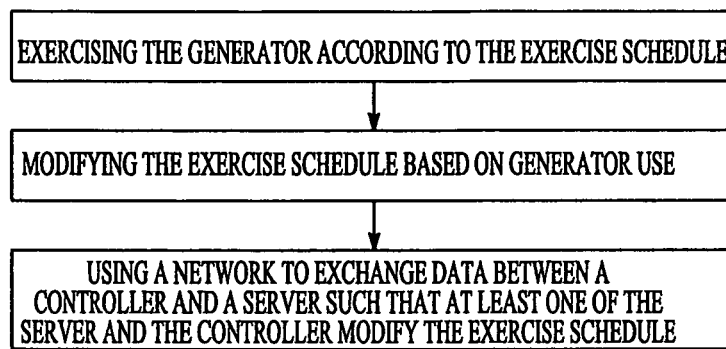 EXERCISING THE GENERATOR ACCORDING TO THE EXERCISE SCHEDULE
MODIFYING THE EXERCISE SCHEDULE BASED ON GENERATOR USE
USING A NETWORK TO EXCHANGE DATA BETWEEN A
CONTROLLER AND A SERVER SUCH THAT AT LEAST ONE OF THE
SERVER AND THE CONTROLLER MODIFY THE EXERCISE SCHEDULE